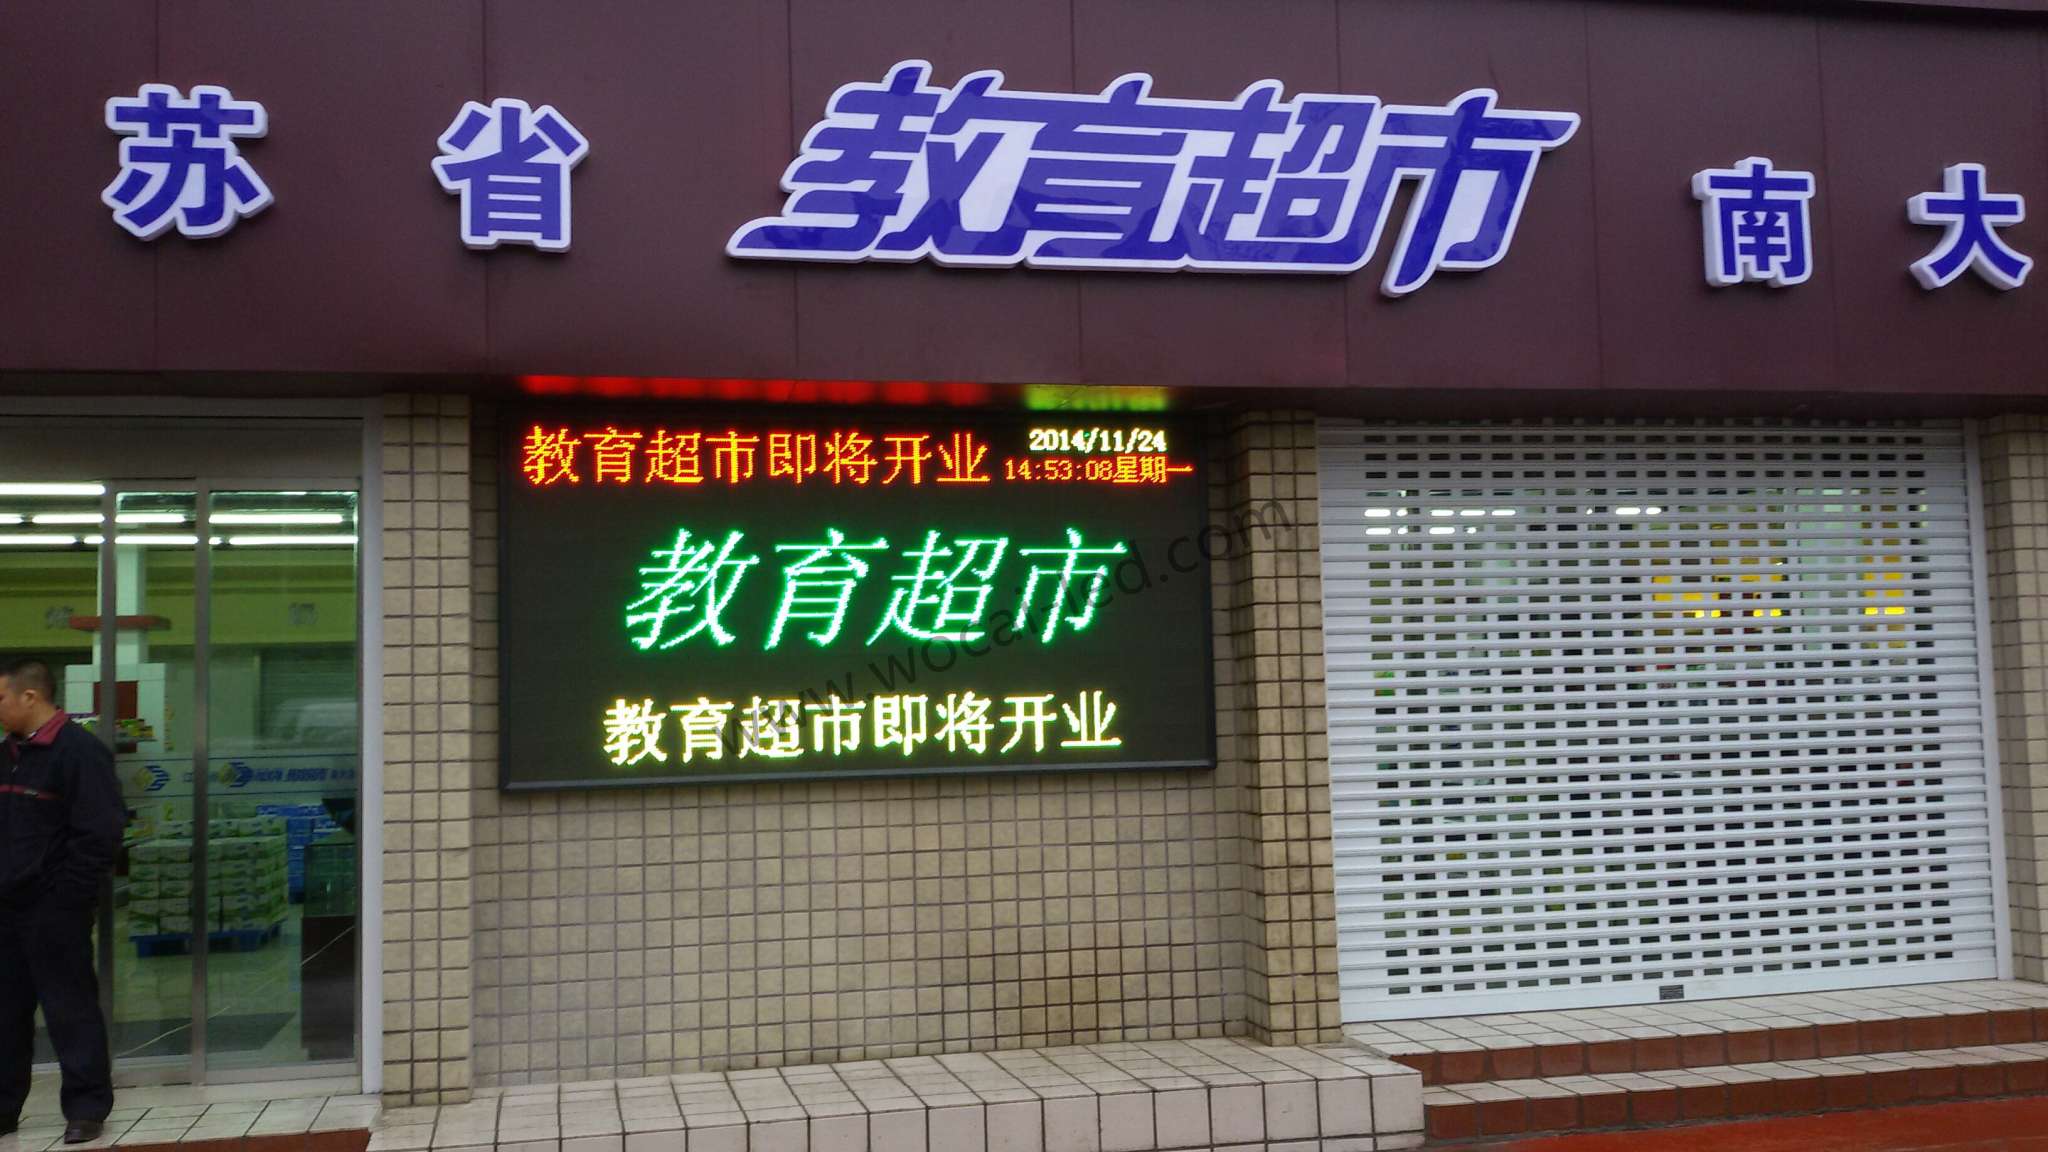 苏省 教育超市 南大
教育超市即将开业
2014/11/24
14:53:08星期一
教育超市
教育超市即将开业
www.wocai-led.com